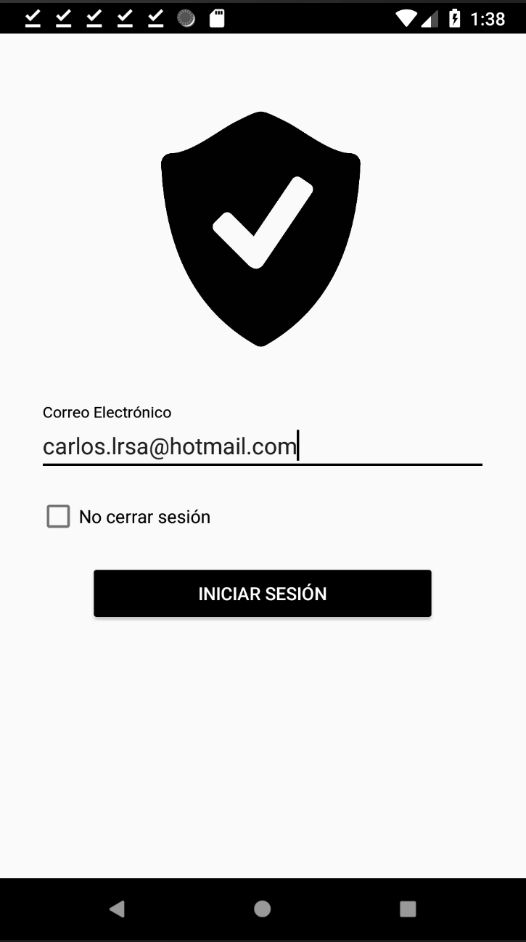 1:38
Correo Electrónico
carlos.lrsa@hotmail.com
No cerrar sesión
INICIAR SESIÓN